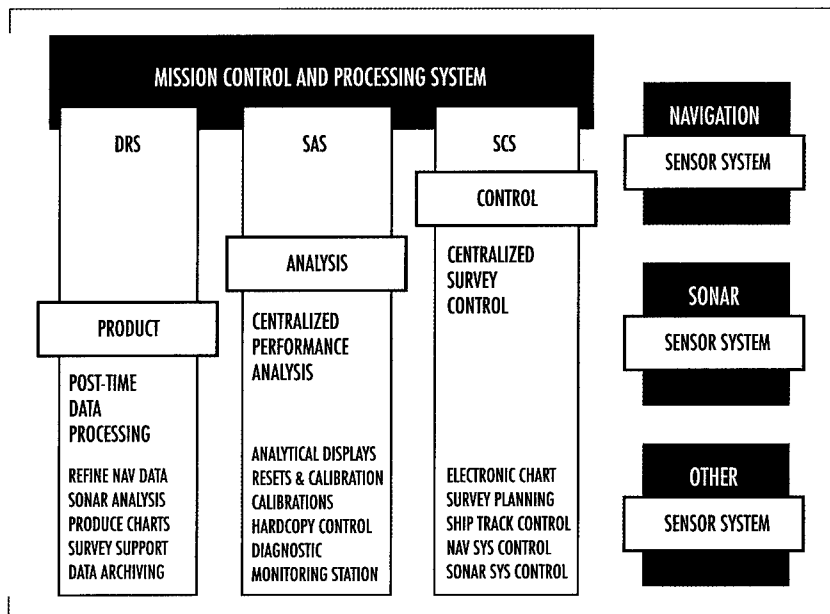 MISSION CONTROL AND PROCESSING SYSTEM
DRS
PRODUCT
POST-TIME
DATA
PROCESSING
REFINE NAV DATA
SONAR ANALYSIS
PRODUCE CHARTS
SURVEY SUPPORT
DATA ARCHIVING
SAS
ANALYSIS
CENTRALIZED
PERFORMANCE
ANALYSIS
ANALYTICAL DISPLAYS
RESETS & CALIBRATION
CALIBRATIONS
HARDCOPY CONTROL
DIAGNOSTIC
MONITORING STATION
SCS
CONTROL
CENTRALIZED
SURVEY
CONTROL
ELECTRONIC CHART
SURVEY PLANNING
SHIP TRACK CONTROL
NAV SYS CONTROL
SONAR SYS CONTROL
NAVIGATION
SENSOR SYSTEM
SONAR
SENSOR SYSTEM
OTHER
SENSOR SYSTEM